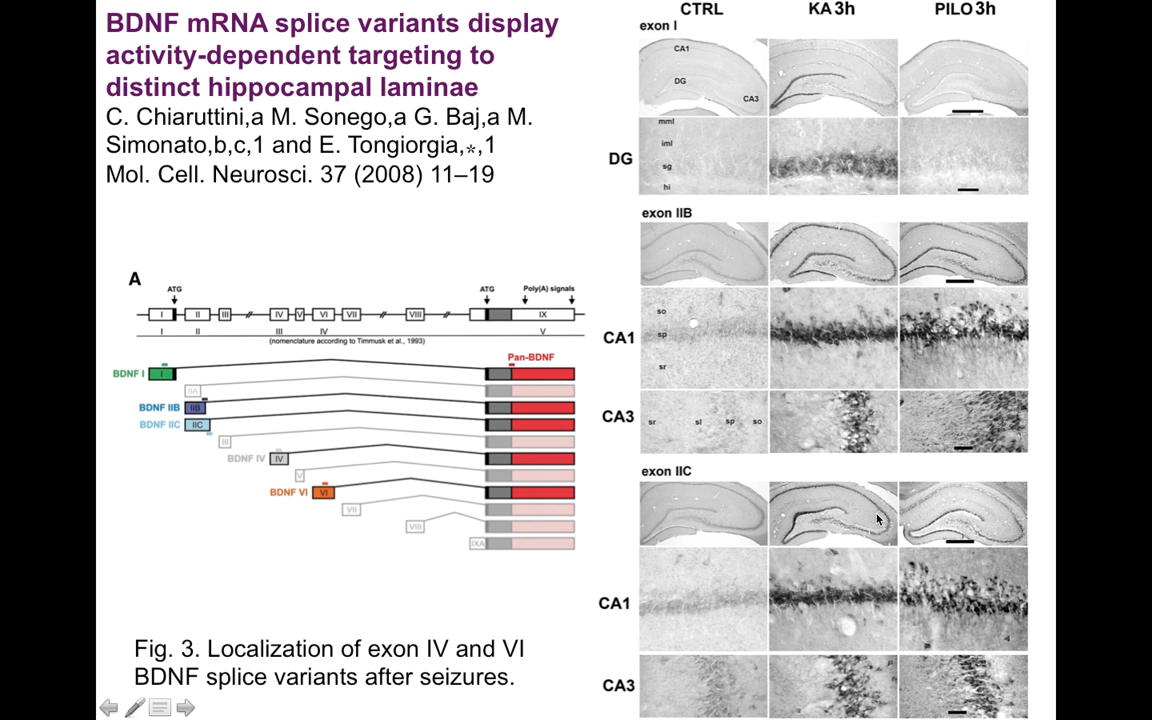 BDNF mRNA splice variants display
activity-dependent targeting to
distinct hippocampal laminae
C. Chiaruttini,a M. Sonego,a G. Baj,a M.
Simonato,b,c,1 and E. Tongiorgia,*,1
Mol. Cell. Neurosci. 37 (2008) 11–19
A
ATG ATG Poly(A) signals
I II III IV V VI VII VIII IX
I II III IV V
(nomenclature according to Timmusk et al., 1993)
Pan-BDNF
BDNF I I
IIA
BDNF IIB IIB
BDNF IIC IIC
III
BDNF IV IV
V
BDNF VI VI
VII
VIII
IXA
Fig. 3. Localization of exon IV and VI
BDNF splice variants after seizures.
CTRL KA 3h PILO 3h
exon I
CA1
DG
CA3
DG
mml
iml
sg
hi
exon IIB
CA1
so
sp
sr
CA3
sr sl sp so
exon IIC
CA1
CA3